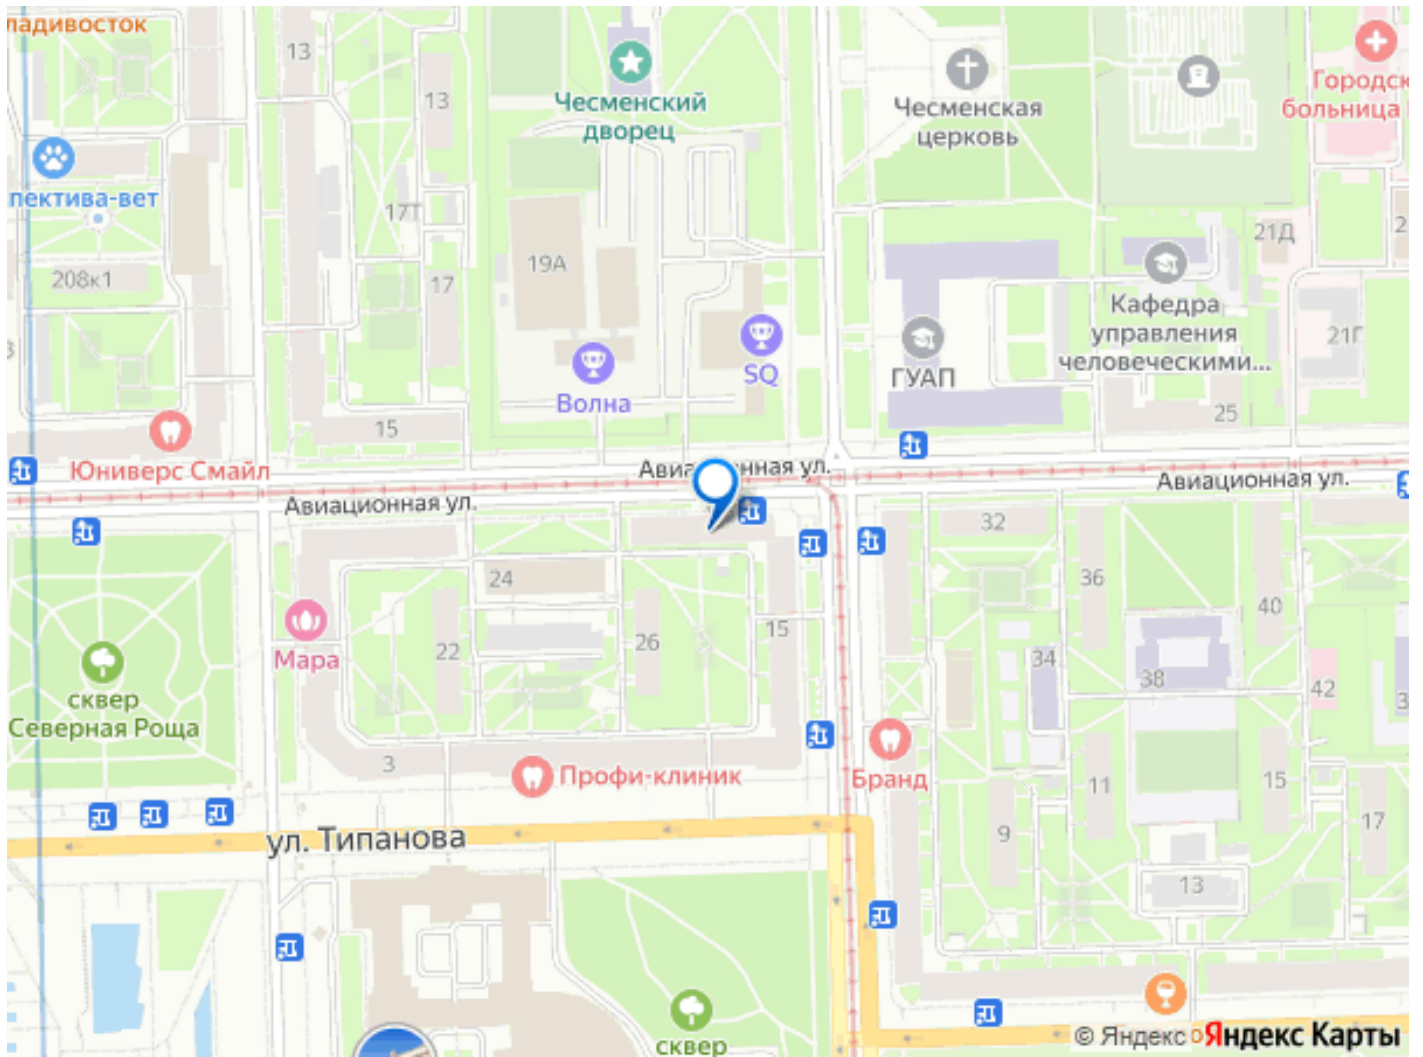 ладивосток
13
13
Чесменский
дворец
Чесменская
церковь
Городск
больница
пектива-вет
17Т
21Д
2
19А
208к1
17
Кафедра
управления
человеческими...
21Г
SQ
ГУАП
Волна
15
25
Юниверс Смайл
Авиационная ул.
Авиационная ул.
Авиационная ул.
32
24
36
40
Мара
22
26
15
34
38
42
3
сквер
Северная Роща
3
Профи-клиник
Бранд
11
15
17
9
ул. Типанова
13
сквер
© Яндекс
Яндекс Карты